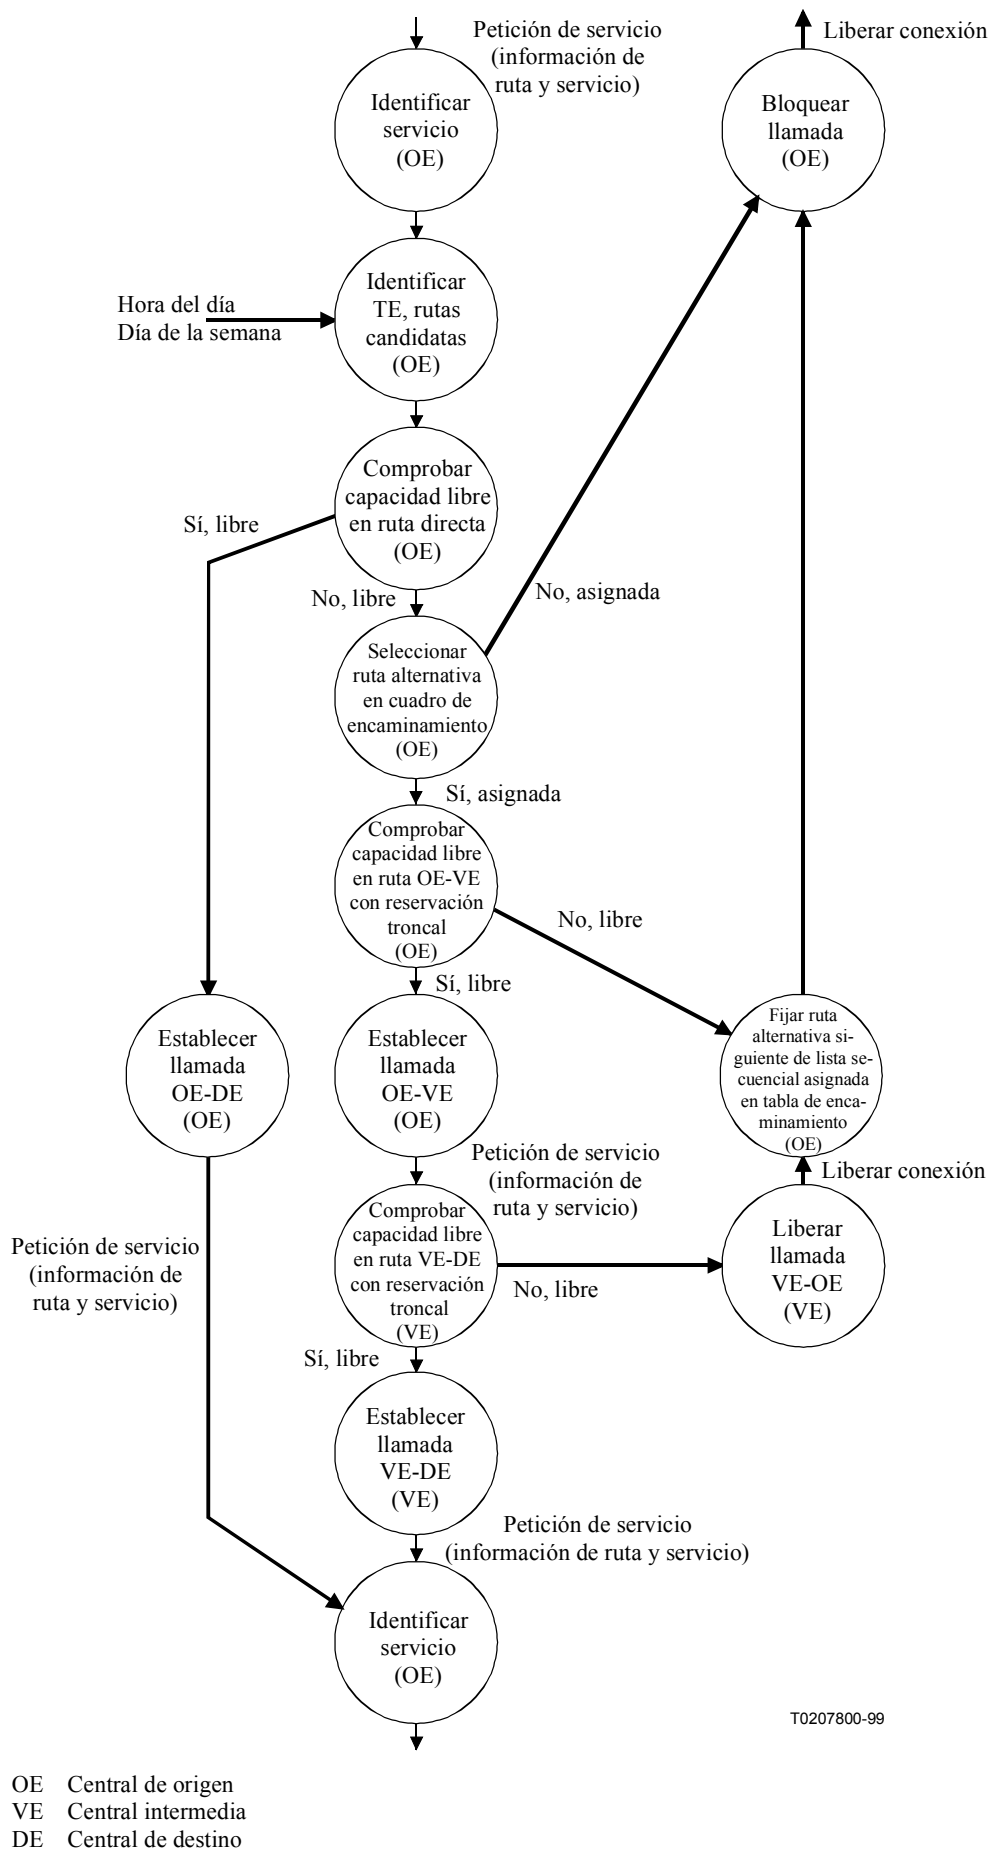 Petición de servicio
(información de
ruta y servicio)
Liberar conexión
Identificar
servicio
(OE)
Bloquear
llamada
(OE)
Hora del día
Día de la semana
Identificar
TE, rutas
candidatas
(OE)
Comprobar
capacidad libre
en ruta directa
(OE)
Sí, libre
No, libre
No, asignada
Seleccionar
ruta alternativa
en cuadro de
encaminamiento
(OE)
Sí, asignada
Comprobar
capacidad libre
en ruta OE-VE
con reservación
troncal
(OE)
No, libre
Sí, libre
Establecer
llamada
OE-DE
(OE)
Establecer
llamada
OE-VE
(OE)
Fijar ruta
alternativa si-
guiente de lista se-
cuencial asignada
en tabla de enca-
minamiento
(OE)
Petición de servicio
(información de
ruta y servicio)
Liberar conexión
Petición de servicio
(información de
ruta y servicio)
Comprobar
capacidad libre
en ruta VE-DE
con reservación
troncal
(VE)
No, libre
Liberar
llamada
VE-OE
(VE)
Sí, libre
Establecer
llamada
VE-DE
(VE)
Petición de servicio
(información de ruta y servicio)
Identificar
servicio
(OE)
T0207800-99
OE Central de origen
VE Central intermedia
DE Central de destino